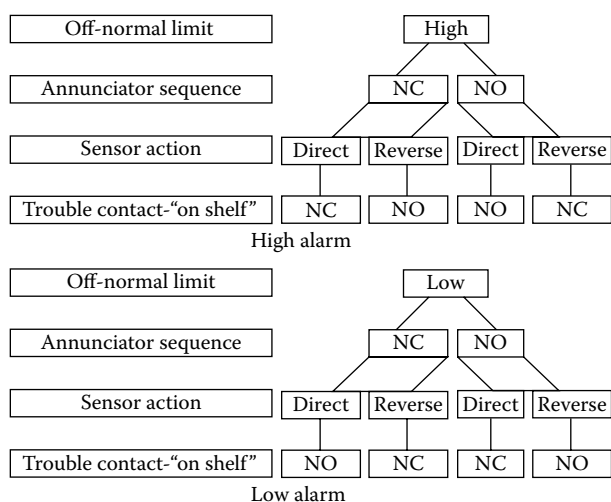 Off-normal limit High
Annunciator sequence NC NO
Sensor action Direct Reverse Direct Reverse
Trouble contact-“on shelf” NC NO NO NC
High alarm
Off-normal limit Low
Annunciator sequence NC NO
Sensor action Direct Reverse Direct Reverse
Trouble contact-“on shelf” NO NC NC NO
Low alarm